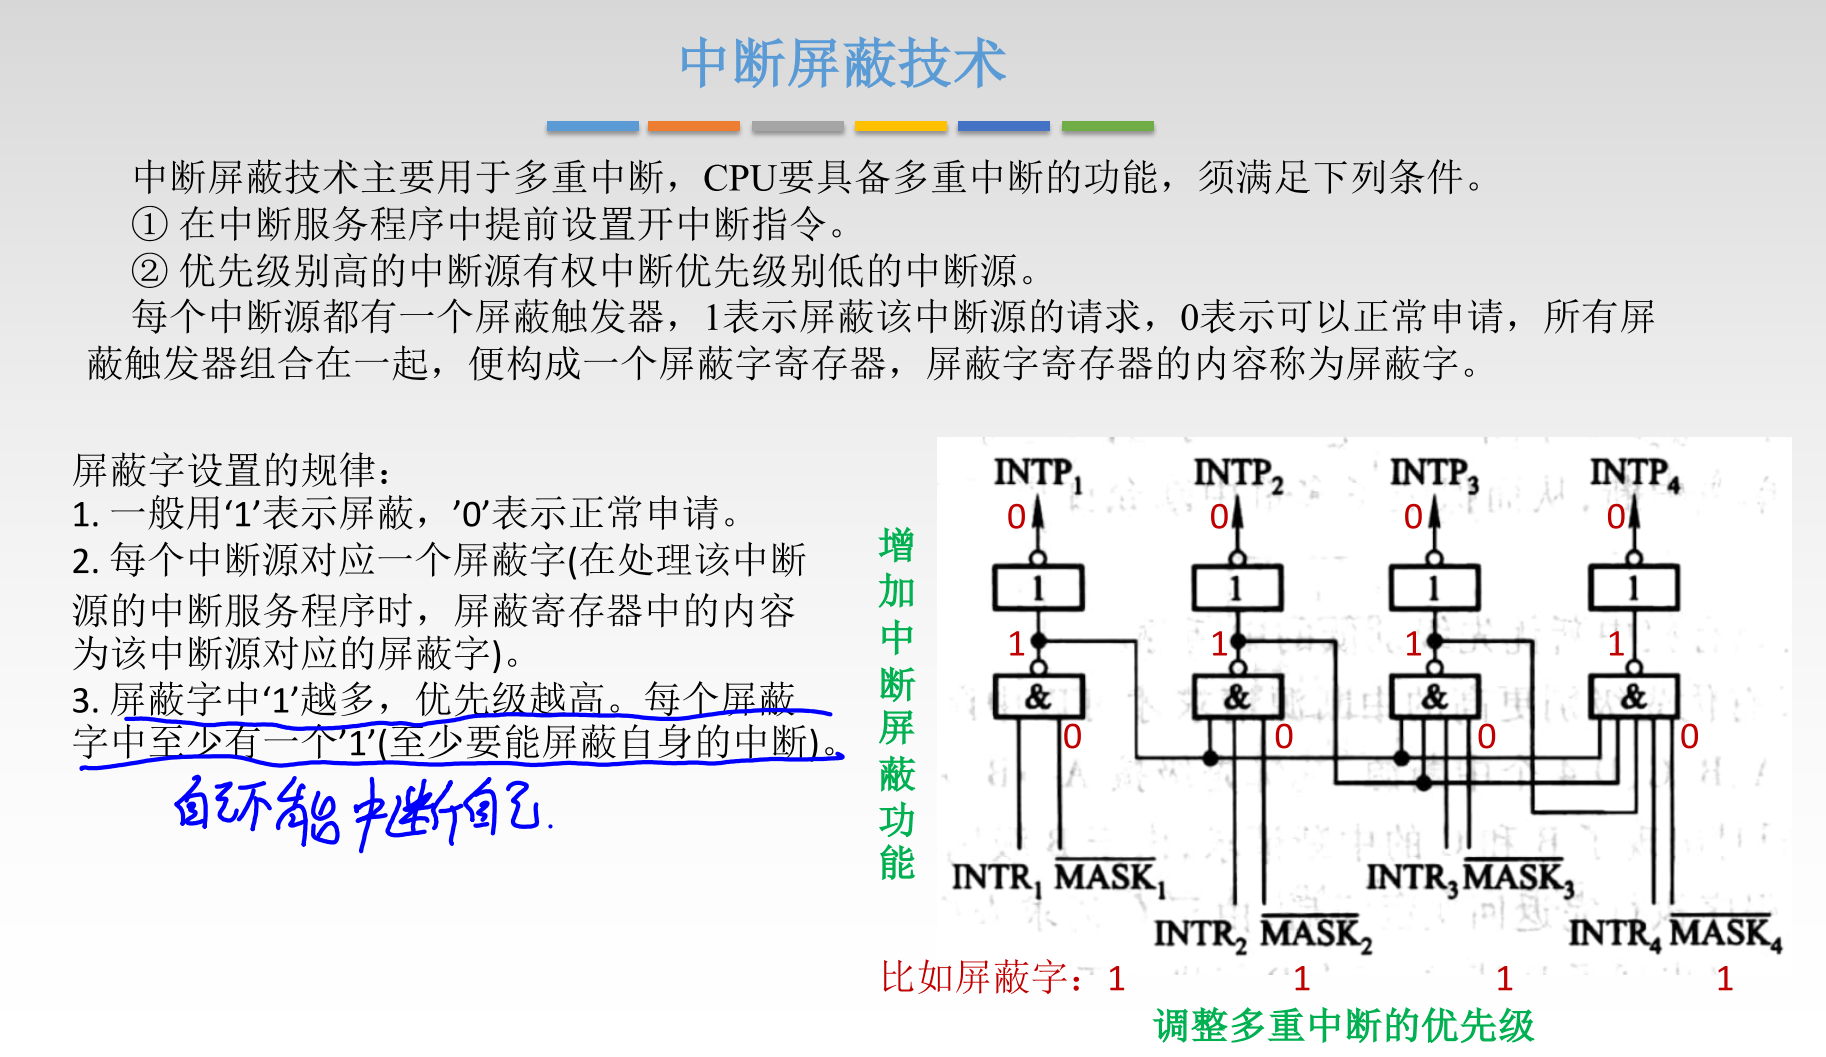 中断屏蔽技术
中断屏蔽技术主要用于多重中断，CPU要具备多重中断的功能，须满足下列条件。
① 在中断服务程序中提前设置开中断指令。
② 优先级别高的中断源有权中断优先级别低的中断源。
每个中断源都有一个屏蔽触发器，1表示屏蔽该中断源的请求，0表示可以正常申请，所有屏
蔽触发器组合在一起，便构成一个屏蔽字寄存器，屏蔽字寄存器的内容称为屏蔽字。
屏蔽字设置的规律：
1. 一般用‘1’表示屏蔽，’0’表示正常申请。
2. 每个中断源对应一个屏蔽字(在处理该中断
源的中断服务程序时，屏蔽寄存器中的内容
为该中断源对应的屏蔽字)。
3. 屏蔽字中‘1’越多，优先级越高。每个屏蔽
字中至少有一个’1’(至少要能屏蔽自身的中断)。
自己不能中断自己.
增加中断屏蔽功能
INTP₁ INTP₂ INTP₃ INTP₄
0 0 0 0
1 1 1 1
1 1 1 1
& & & &
0 0 0 0
INTR₁ M̅A̅S̅K̅₁ INTR₃ M̅A̅S̅K̅₃
INTR₂ M̅A̅S̅K̅₂ INTR₄ M̅A̅S̅K̅₄
比如屏蔽字：1 1 1 1
调整多重中断的优先级